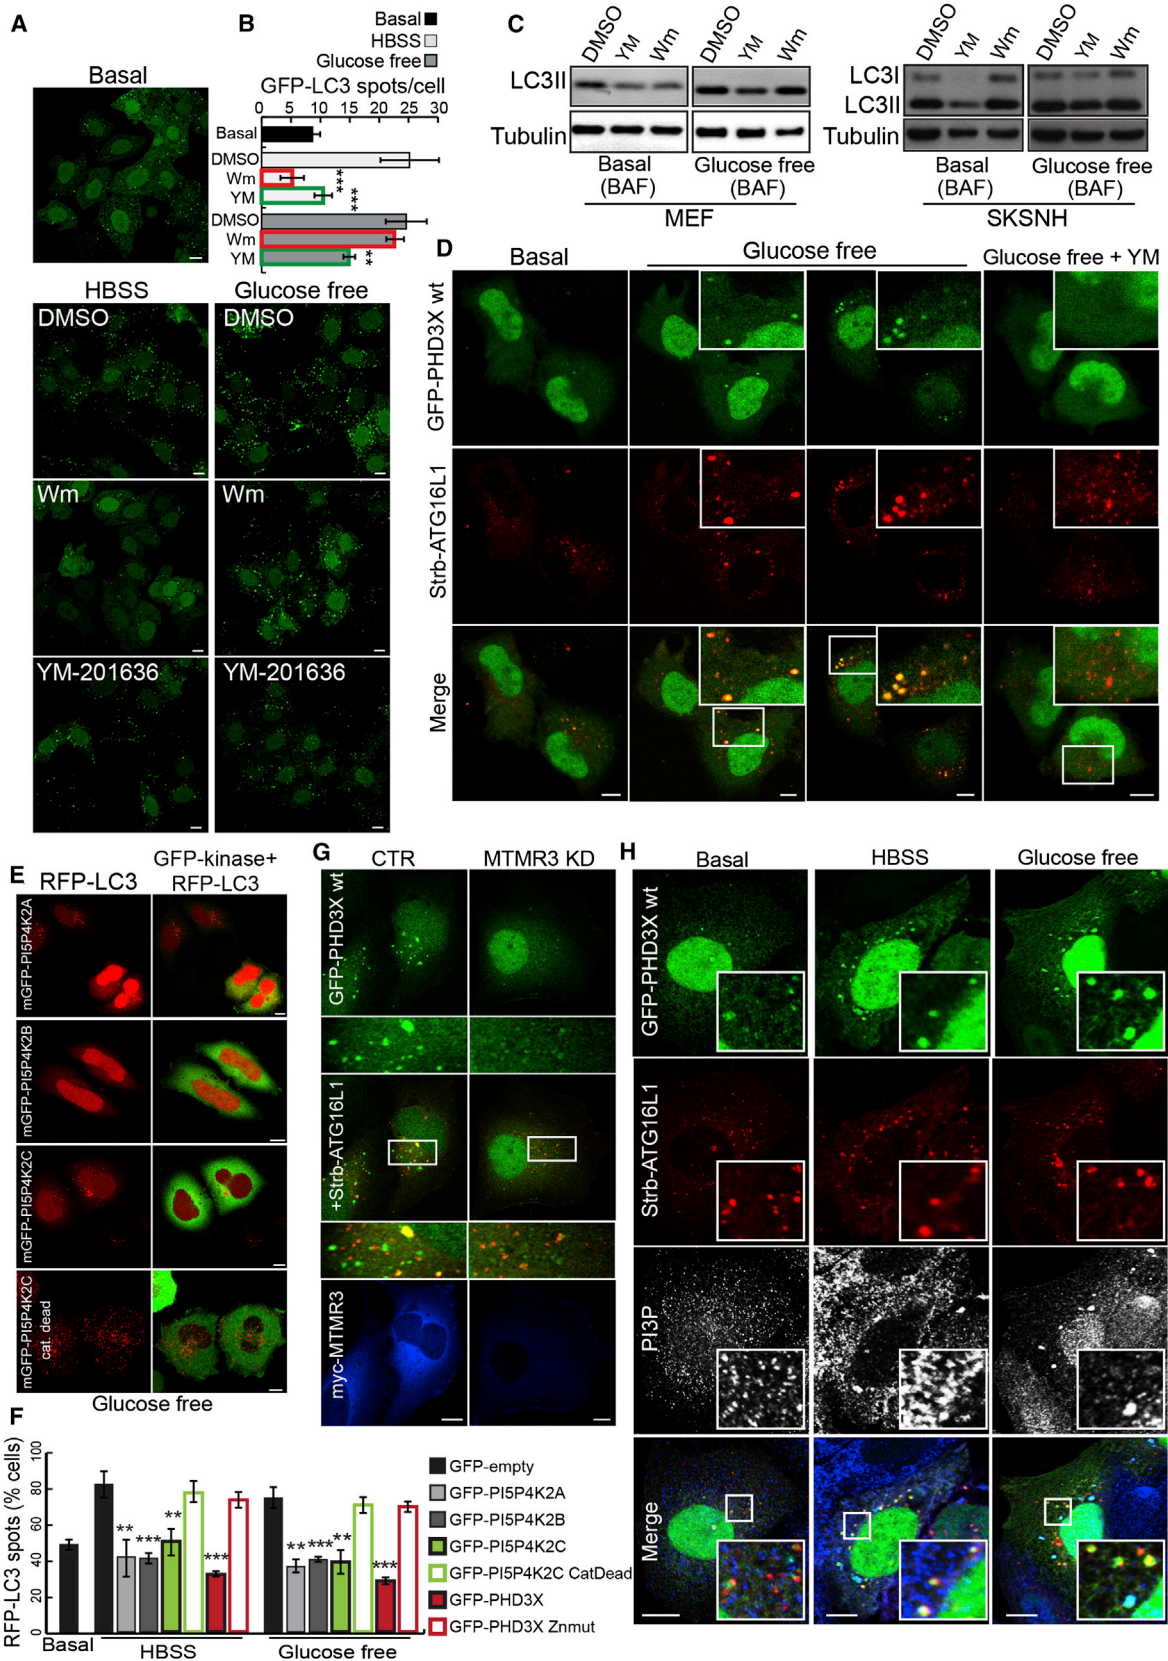 A
Basal
HBSS
Glucose free
DMSO
DMSO
Wm
Wm
YM-201636
YM-201636
B
Basal
HBSS
Glucose free
GFP-LC3 spots/cell
0 5 10 15 20 25 30
Basal
DMSO
Wm
***
YM
***
DMSO
Wm
YM
**
C
DMSO YM Wm DMSO YM Wm
LC3II
Tubulin
Basal (BAF)
Glucose free (BAF)
MEF
DMSO YM Wm DMSO YM Wm
LC3I
LC3II
Tubulin
Basal (BAF)
Glucose free (BAF)
SKSNH
D
Basal
Glucose free
Glucose free + YM
GFP-PHD3X wt
Strb-ATG16L1
Merge
E
RFP-LC3
GFP-kinase+
RFP-LC3
mGFP-PI5P4K2A
mGFP-PI5P4K2B
mGFP-PI5P4K2C
mGFP-PI5P4K2C
cat. dead
Glucose free
F
RFP-LC3 spots (% cells)
100
80
60
40
20
0
** *** ** ***
** *** ** ***
Basal
HBSS
Glucose free
GFP-empty
GFP-PI5P4K2A
GFP-PI5P4K2B
GFP-PI5P4K2C
GFP-PI5P4K2C CatDead
GFP-PHD3X
GFP-PHD3X Znmut
G
CTR
MTMR3 KD
GFP-PHD3X wt
+Strb-ATG16L1
myc-MTMR3
H
Basal
HBSS
Glucose free
GFP-PHD3X wt
Strb-ATG16L1
PI3P
Merge